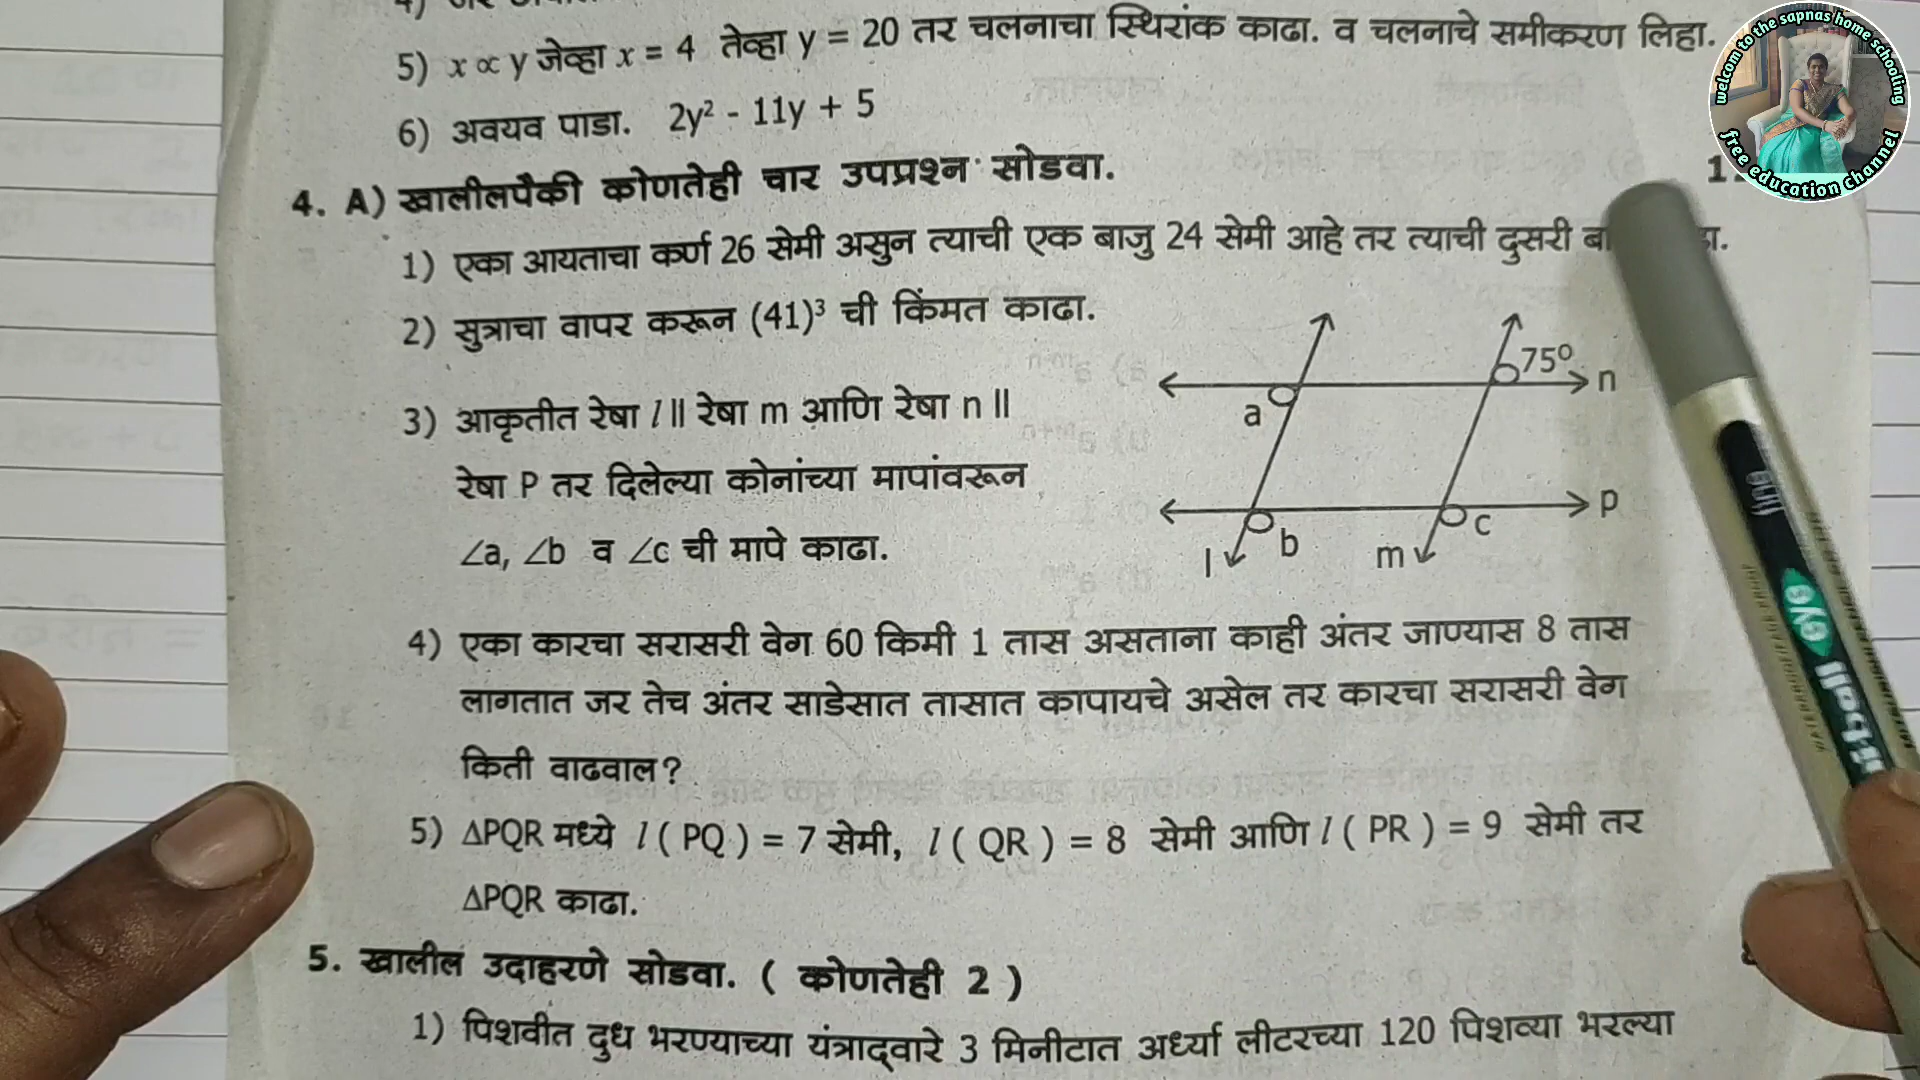 5) x ∝ y जेव्हा x = 4 तेव्हा y = 20 तर चलनाचा स्थिरांक काढा. व चलनाचे समीकरण लिहा.
6) अवयव पाडा. 2y² - 11y + 5
4. A) खालीलपैकी कोणतेही चार उपप्रश्न सोडवा.
1) एका आयताचा कर्ण 26 सेमी असुन त्याची एक बाजु 24 सेमी आहे तर त्याची दुसरी
2) सुत्राचा वापर करून (41)³ ची किंमत काढा.
3) आकृतीत रेषा l || रेषा m आणि रेषा n ||
रेषा P तर दिलेल्या कोनांच्या मापांवरून
∠a, ∠b व ∠c ची मापे काढा.
75⁰
n
a
p
b
c
l
m
4) एका कारचा सरासरी वेग 60 किमी 1 तास असताना काही अंतर जाण्यास 8 तास
लागतात जर तेच अंतर साडेसात तासात कापायचे असेल तर कारचा सरासरी वेग
किती वाढवाल?
5) ΔPQR मध्ये l ( PQ ) = 7 सेमी, l ( QR ) = 8 सेमी आणि l ( PR ) = 9 सेमी तर
ΔPQR काढा.
5. खालील उदाहरणे सोडवा. ( कोणतेही 2 )
1) पिशवीत दुध भरण्याच्या यंत्राद्वारे 3 मिनीटात अर्ध्या लीटरच्या 120 पिशव्या भरल्या
welcom to the sapnas home schooling
free education channel